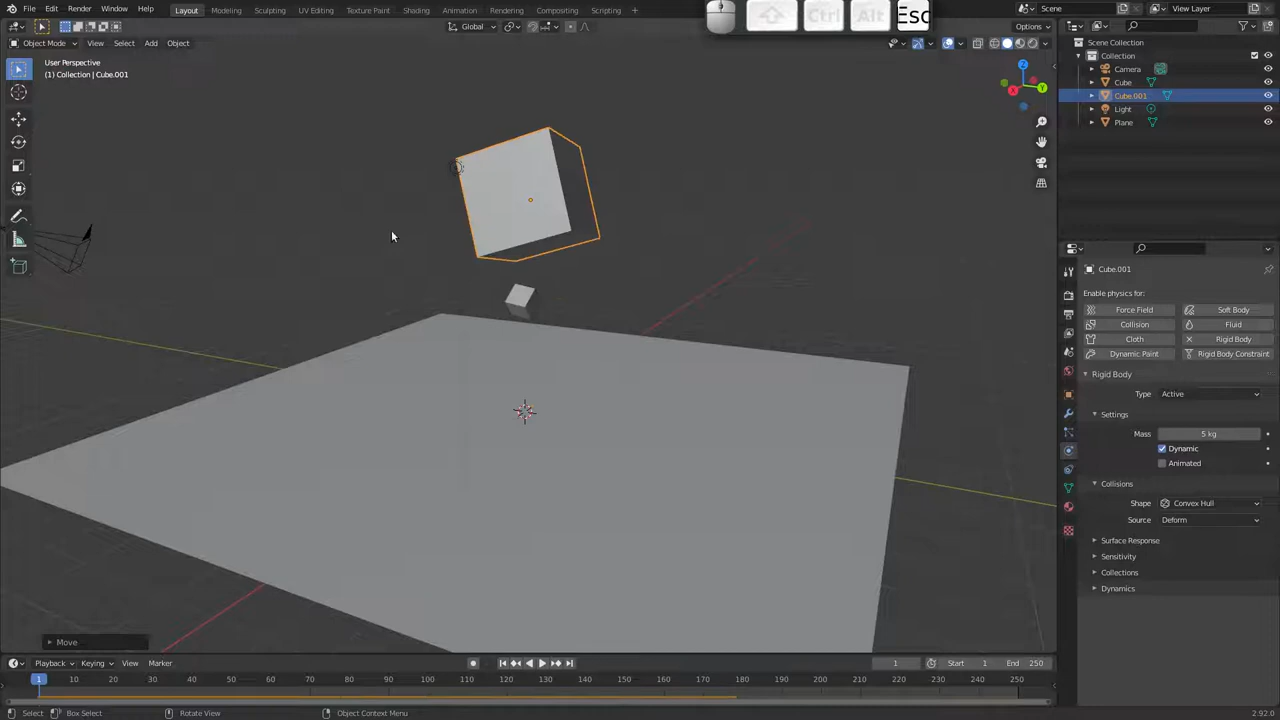 File Edit Render Window Help Layout Modeling Sculpting UV Editing Texture Paint Shading Animation Rendering Compositing Scripting + Scene View Layer
Ctrl Alt Esc
Global Options
Object Mode View Select Add Object
User Perspective
(1) Collection | Cube.001
Z
X Y
Move
Scene Collection
Collection
Camera
Cube
Cube.001
Light
Plane
Cube.001
Enable physics for:
Force Field Soft Body
Collision Fluid
Cloth Rigid Body
Dynamic Paint Rigid Body Constraint
Rigid Body
Type Active
Settings
Mass 5 kg
Dynamic
Animated
Collisions
Shape Convex Hull
Source Deform
Surface Response
Sensitivity
Collections
Dynamics
Playback Keying View Marker 1 Start 1 End 250
1 10 20 30 40 50 60 70 80 90 100 110 120 130 140 150 160 170 180 190 200 210 220 230 240 250
Select Box Select Rotate View Object Context Menu 2.92.0